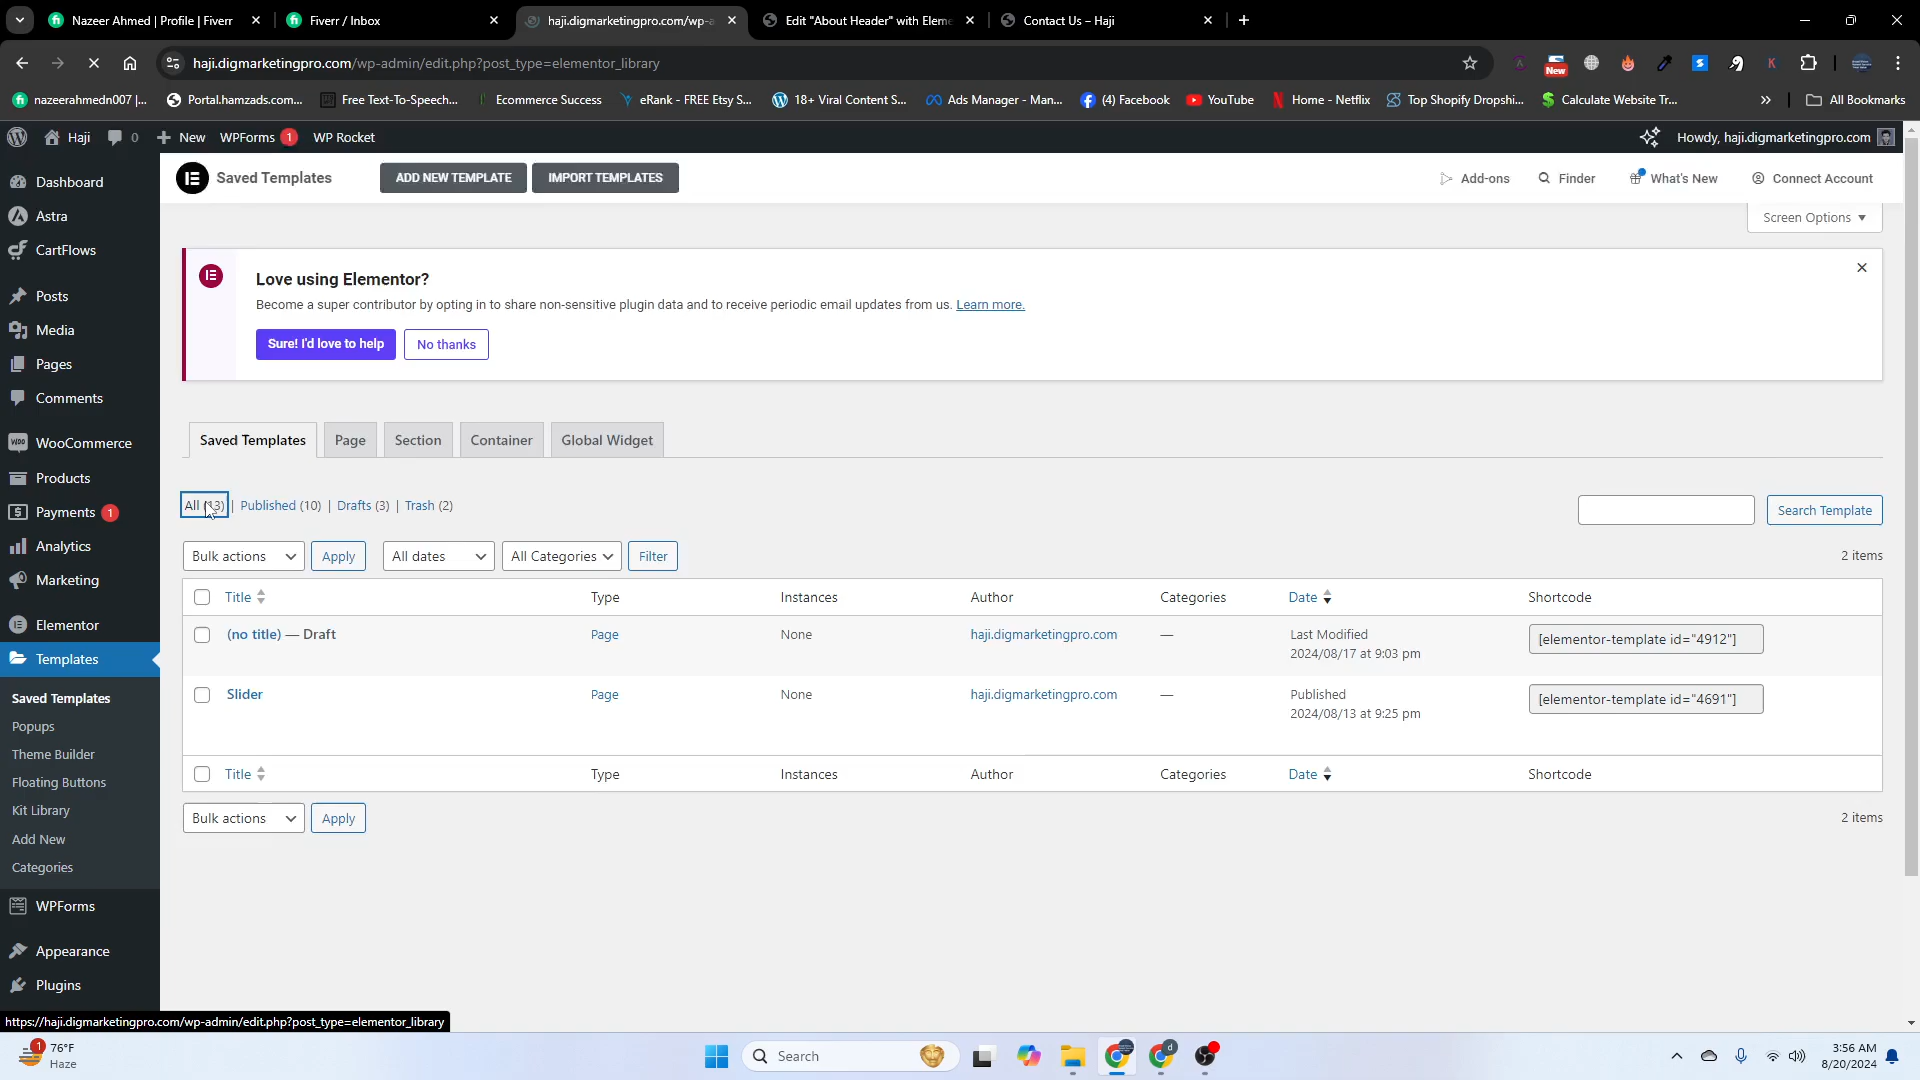 Nazeer Ahmed | Profile | Fiverr
Fiverr / Inbox
haji.digmarketingpro.com/wp-a
Edit "About Header" with Eleme
Contact Us – Haji
haji.digmarketingpro.com/wp-admin/edit.php?post_type=elementor_library
New
nazeerahmedn007 |...
Portal.hamzads.com...
Free Text-To-Speech...
Ecommerce Success
eRank - FREE Etsy S...
18+ Viral Content S...
Ads Manager - Man...
(4) Facebook
YouTube
Home - Netflix
Top Shopify Dropshi...
Calculate Website Tr...
All Bookmarks
Haji
0
New
WPForms 1
WP Rocket
Howdy, haji.digmarketingpro.com
Dashboard
Astra
CartFlows
Posts
Media
Pages
Comments
WooCommerce
Products
Payments 1
Analytics
Marketing
Elementor
Templates
Saved Templates
Popups
Theme Builder
Floating Buttons
Kit Library
Add New
Categories
WPForms
Appearance
Plugins
Saved Templates
ADD NEW TEMPLATE
IMPORT TEMPLATES
Add-ons
Finder
What's New
Connect Account
Screen Options
Love using Elementor?
Become a super contributor by opting in to share non-sensitive plugin data and to receive periodic email updates from us. Learn more.
Sure! I'd love to help
No thanks
Saved Templates
Page
Section
Container
Global Widget
All (13) | Published (10) | Drafts (3) | Trash (2)
Search Template
Bulk actions
Apply
All dates
All Categories
Filter
2 items
Title
Type
Instances
Author
Categories
Date
Shortcode
(no title) — Draft
Page
None
haji.digmarketingpro.com
—
Last Modified
2024/08/17 at 9:03 pm
[elementor-template id="4912"]
Slider
Page
None
haji.digmarketingpro.com
—
Published
2024/08/13 at 9:25 pm
[elementor-template id="4691"]
Title
Type
Instances
Author
Categories
Date
Shortcode
Bulk actions
Apply
2 items
https://haji.digmarketingpro.com/wp-admin/edit.php?post_type=elementor_library
1
76°F
Haze
Search
3:56 AM
8/20/2024